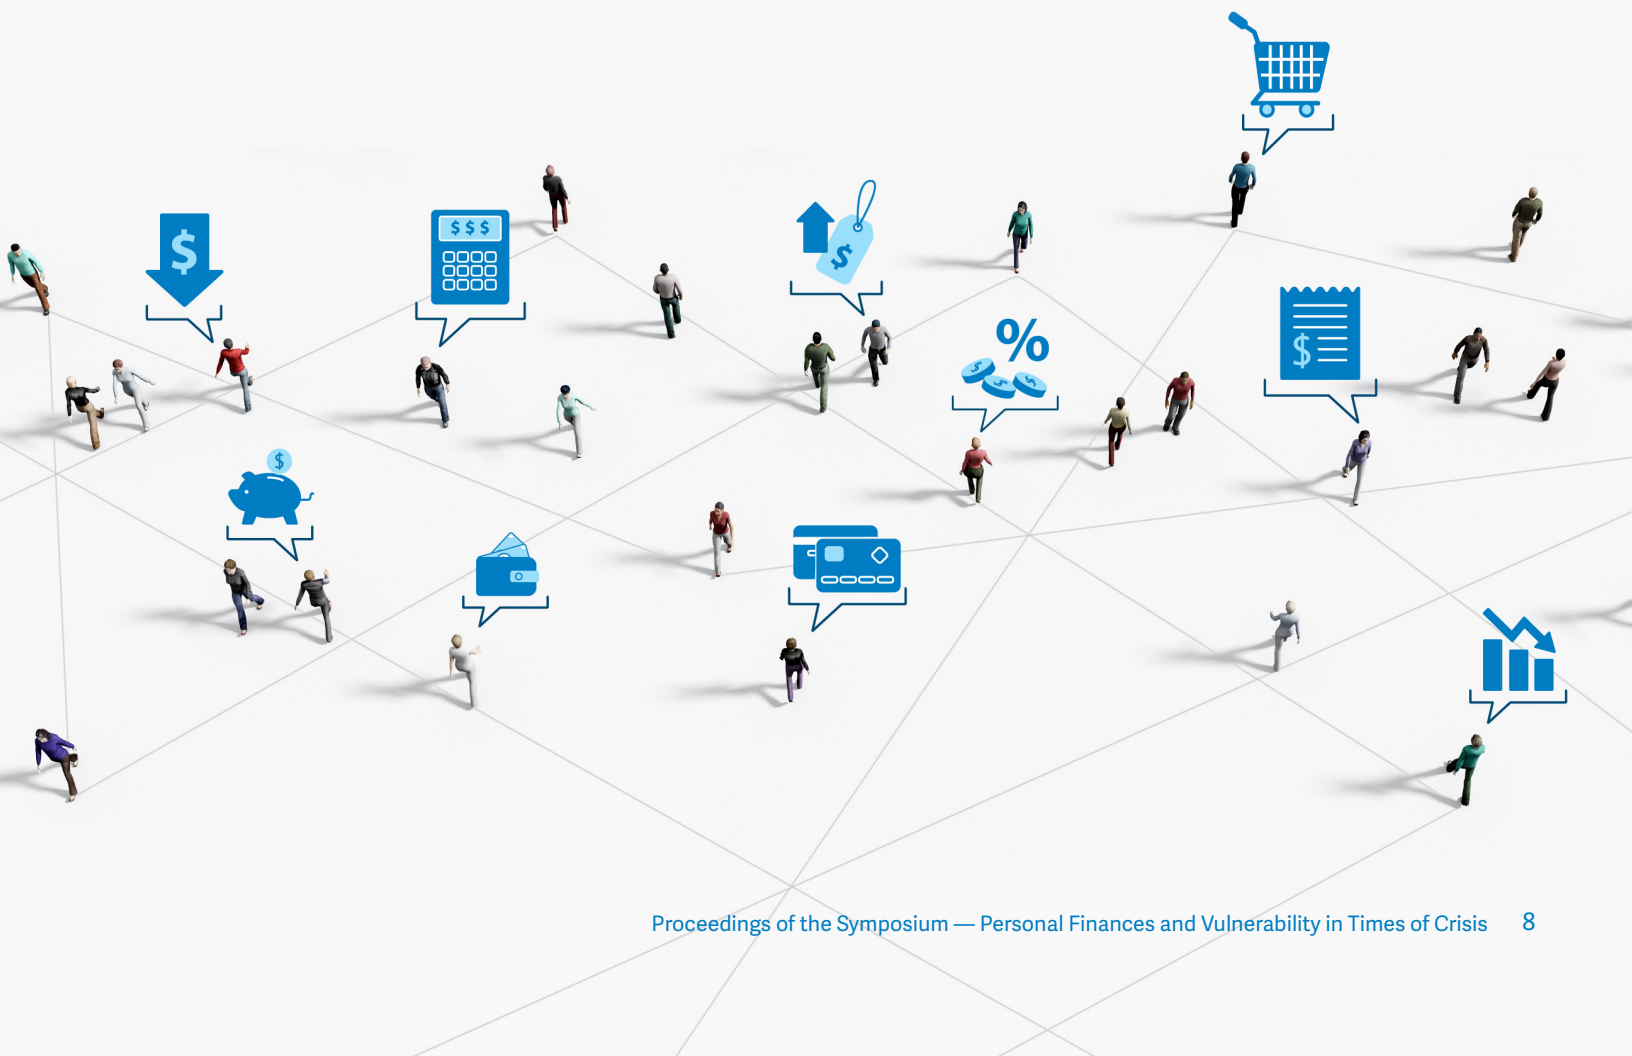 $
$ $ $
$
%
$ $ $
$
$
Proceedings of the Symposium — Personal Finances and Vulnerability in Times of Crisis 8